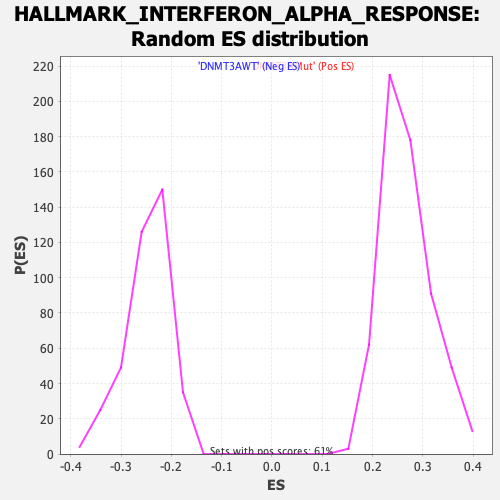 HALLMARK_INTERFERON_ALPHA_RESPONSE:
Random ES distribution
'DNMT3AWT' (Neg ES) Mut' (Pos ES)
220
200
180
160
140
120
100
80
60
40
20
0
P(ES)
Sets with pos scores: 61%
-0.4 -0.3 -0.2 -0.1 0.0 0.1 0.2 0.3 0.4
ES